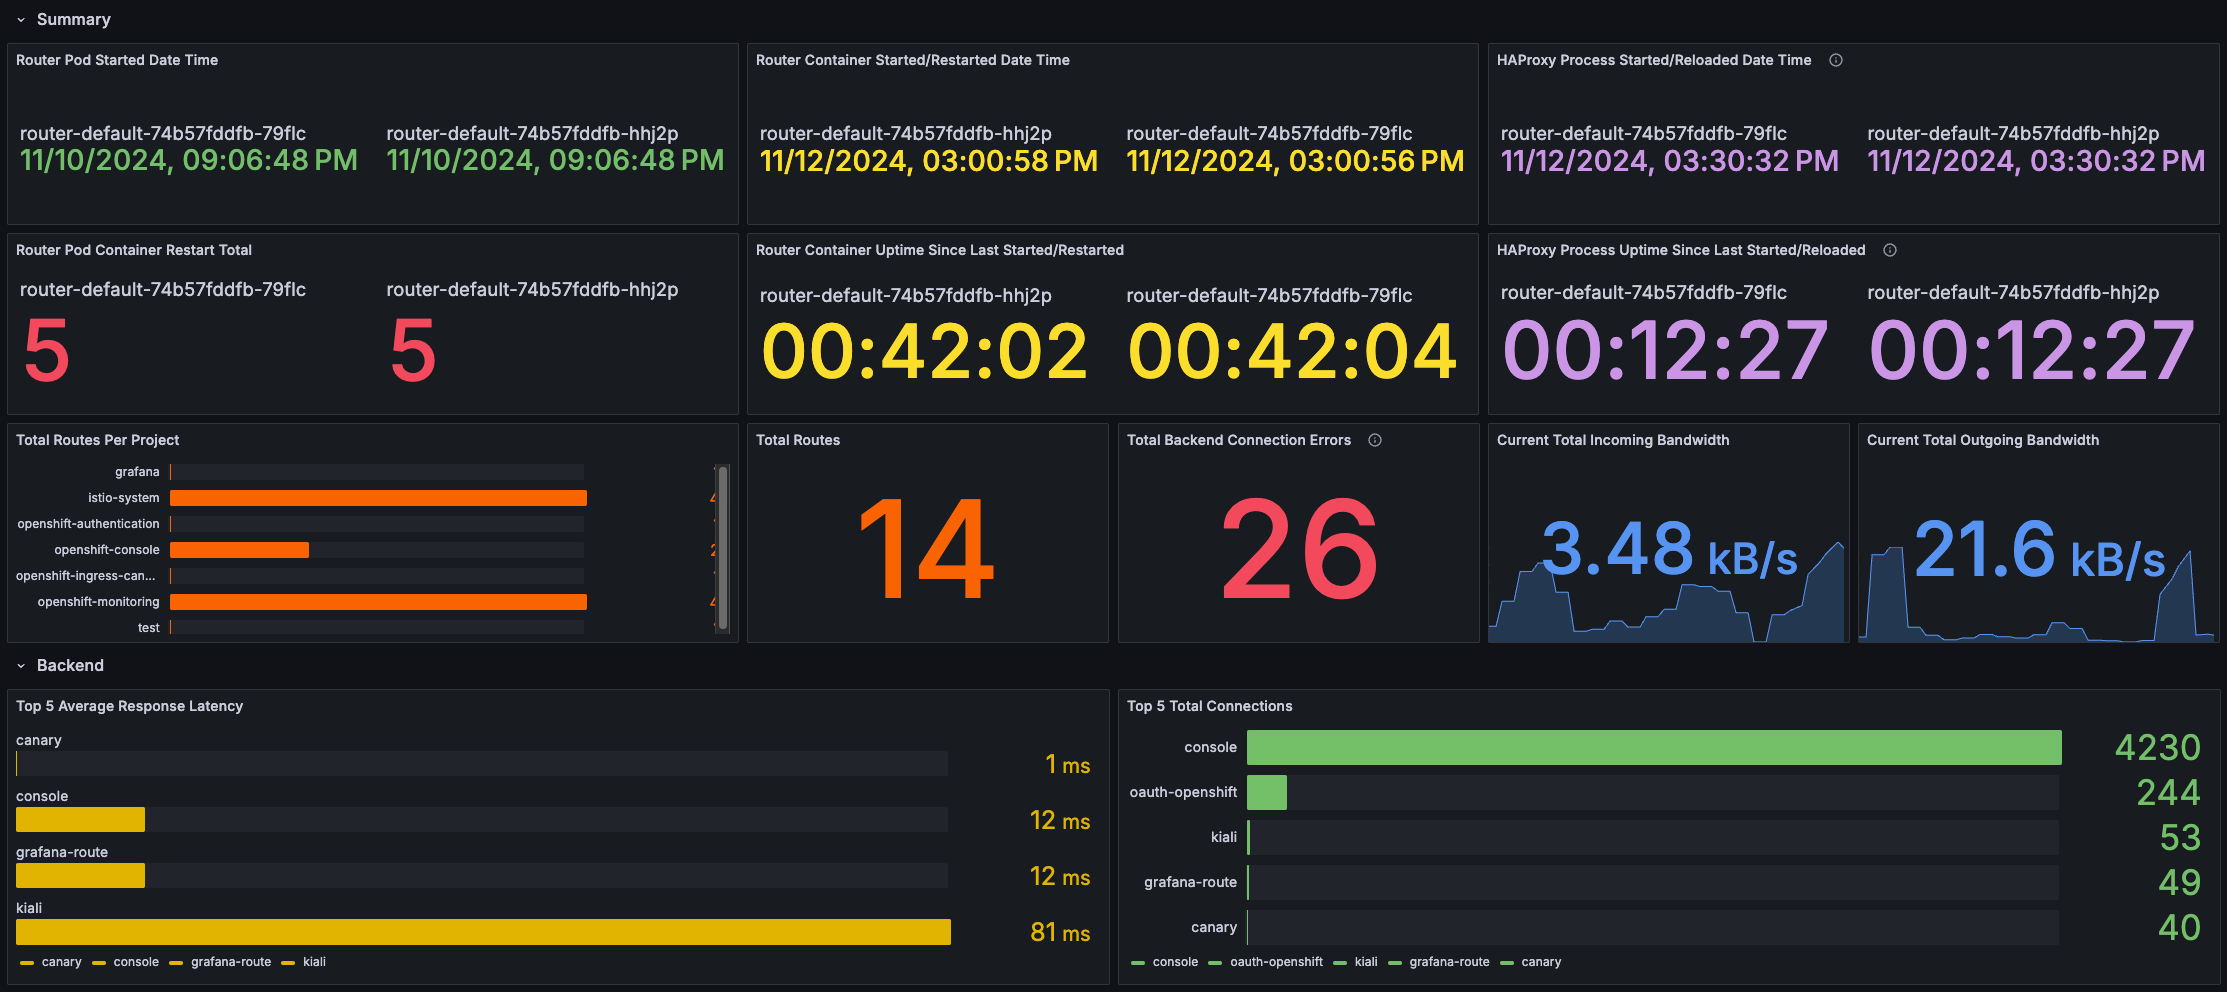 Summary
Router Pod Started Date Time
router-default-74b57fddfb-79flc
11/10/2024, 09:06:48 PM
router-default-74b57fddfb-hhj2p
11/10/2024, 09:06:48 PM
Router Container Started/Restarted Date Time
router-default-74b57fddfb-hhj2p
11/12/2024, 03:00:58 PM
router-default-74b57fddfb-79flc
11/12/2024, 03:00:56 PM
HAProxy Process Started/Reloaded Date Time
router-default-74b57fddfb-79flc
11/12/2024, 03:30:32 PM
router-default-74b57fddfb-hhj2p
11/12/2024, 03:30:32 PM
Router Pod Container Restart Total
router-default-74b57fddfb-79flc
5
router-default-74b57fddfb-hhj2p
5
Router Container Uptime Since Last Started/Restarted
router-default-74b57fddfb-hhj2p
00:42:02
router-default-74b57fddfb-79flc
00:42:04
HAProxy Process Uptime Since Last Started/Reloaded
router-default-74b57fddfb-79flc
00:12:27
router-default-74b57fddfb-hhj2p
00:12:27
Total Routes Per Project
grafana
istio-system
openshift-authentication
openshift-console
openshift-ingress-can...
openshift-monitoring
test
Total Routes
14
Total Backend Connection Errors
26
Current Total Incoming Bandwidth
3.48 kB/s
Current Total Outgoing Bandwidth
21.6 kB/s
Backend
Top 5 Average Response Latency
canary
1 ms
console
12 ms
grafana-route
12 ms
kiali
81 ms
canary console grafana-route kiali
Top 5 Total Connections
console 4230
oauth-openshift 244
kiali 53
grafana-route 49
canary 40
console oauth-openshift kiali grafana-route canary